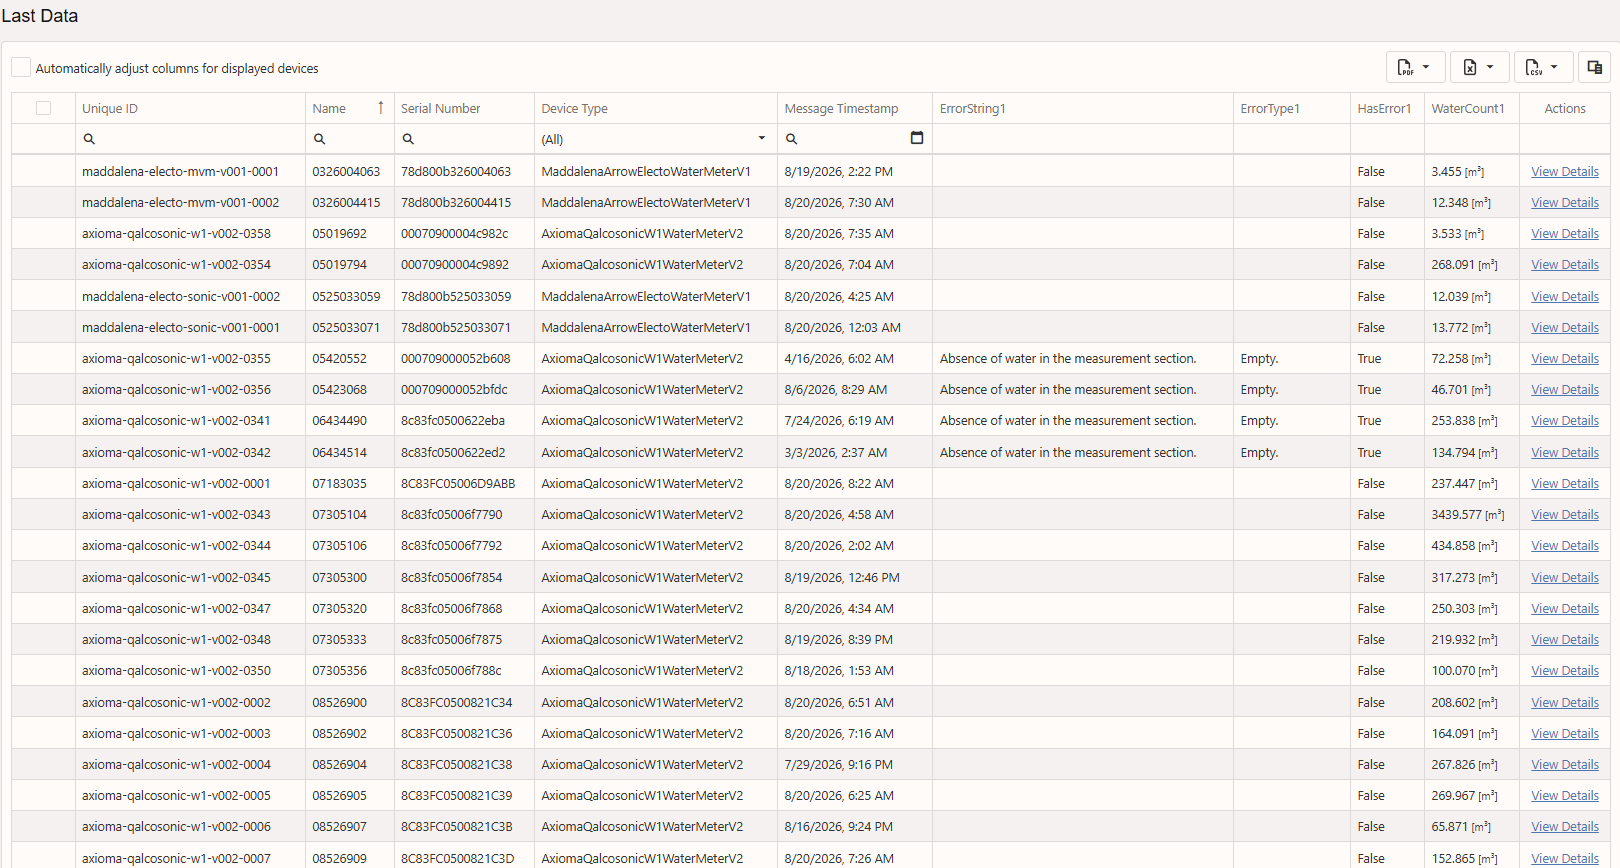 Last Data
Automatically adjust columns for displayed devices
PDF CSV
Unique ID Name Serial Number Device Type Message Timestamp ErrorString1 ErrorType1 HasError1 WaterCount1 Actions
(All)
maddalena-electo-mvm-v001-0001 0326004063 78d800b326004063 MaddalenaArrowElectoWaterMeterV1 8/19/2026, 2:22 PM False 3.455 [m³] View Details
maddalena-electo-mvm-v001-0002 0326004415 78d800b326004415 MaddalenaArrowElectoWaterMeterV1 8/20/2026, 7:30 AM False 12.348 [m³] View Details
axioma-qalcosonic-w1-v002-0358 05019692 00070900004c982c AxiomaQalcosonicW1WaterMeterV2 8/20/2026, 7:35 AM False 3.533 [m³] View Details
axioma-qalcosonic-w1-v002-0354 05019794 00070900004c9892 AxiomaQalcosonicW1WaterMeterV2 8/20/2026, 7:04 AM False 268.091 [m³] View Details
maddalena-electo-sonic-v001-0002 0525033059 78d800b525033059 MaddalenaArrowElectoWaterMeterV1 8/20/2026, 4:25 AM False 12.039 [m³] View Details
maddalena-electo-sonic-v001-0001 0525033071 78d800b525033071 MaddalenaArrowElectoWaterMeterV1 8/20/2026, 12:03 AM False 13.772 [m³] View Details
axioma-qalcosonic-w1-v002-0355 05420552 000709000052b608 AxiomaQalcosonicW1WaterMeterV2 4/16/2026, 6:02 AM Absence of water in the measurement section. Empty. True 72.258 [m³] View Details
axioma-qalcosonic-w1-v002-0356 05423068 000709000052bfdc AxiomaQalcosonicW1WaterMeterV2 8/6/2026, 8:29 AM Absence of water in the measurement section. Empty. True 46.701 [m³] View Details
axioma-qalcosonic-w1-v002-0341 06434490 8c83fc0500622eba AxiomaQalcosonicW1WaterMeterV2 7/24/2026, 6:19 AM Absence of water in the measurement section. Empty. True 253.838 [m³] View Details
axioma-qalcosonic-w1-v002-0342 06434514 8c83fc0500622ed2 AxiomaQalcosonicW1WaterMeterV2 3/3/2026, 2:37 AM Absence of water in the measurement section. Empty. True 134.794 [m³] View Details
axioma-qalcosonic-w1-v002-0001 07183035 8C83FC05006D9ABB AxiomaQalcosonicW1WaterMeterV2 8/20/2026, 8:22 AM False 237.447 [m³] View Details
axioma-qalcosonic-w1-v002-0343 07305104 8c83fc05006f7790 AxiomaQalcosonicW1WaterMeterV2 8/20/2026, 4:58 AM False 3439.577 [m³] View Details
axioma-qalcosonic-w1-v002-0344 07305106 8c83fc05006f7792 AxiomaQalcosonicW1WaterMeterV2 8/20/2026, 2:02 AM False 434.858 [m³] View Details
axioma-qalcosonic-w1-v002-0345 07305300 8c83fc05006f7854 AxiomaQalcosonicW1WaterMeterV2 8/19/2026, 12:46 PM False 317.273 [m³] View Details
axioma-qalcosonic-w1-v002-0347 07305320 8c83fc05006f7868 AxiomaQalcosonicW1WaterMeterV2 8/20/2026, 4:34 AM False 250.303 [m³] View Details
axioma-qalcosonic-w1-v002-0348 07305333 8c83fc05006f7875 AxiomaQalcosonicW1WaterMeterV2 8/19/2026, 8:39 PM False 219.932 [m³] View Details
axioma-qalcosonic-w1-v002-0350 07305356 8c83fc05006f788c AxiomaQalcosonicW1WaterMeterV2 8/18/2026, 1:53 AM False 100.070 [m³] View Details
axioma-qalcosonic-w1-v002-0002 08526900 8C83FC0500821C34 AxiomaQalcosonicW1WaterMeterV2 8/20/2026, 6:51 AM False 208.602 [m³] View Details
axioma-qalcosonic-w1-v002-0003 08526902 8C83FC0500821C36 AxiomaQalcosonicW1WaterMeterV2 8/20/2026, 7:16 AM False 164.091 [m³] View Details
axioma-qalcosonic-w1-v002-0004 08526904 8C83FC0500821C38 AxiomaQalcosonicW1WaterMeterV2 7/29/2026, 9:16 PM False 267.826 [m³] View Details
axioma-qalcosonic-w1-v002-0005 08526905 8C83FC0500821C39 AxiomaQalcosonicW1WaterMeterV2 8/20/2026, 6:25 AM False 269.967 [m³] View Details
axioma-qalcosonic-w1-v002-0006 08526907 8C83FC0500821C3B AxiomaQalcosonicW1WaterMeterV2 8/16/2026, 9:24 PM False 65.871 [m³] View Details
axioma-qalcosonic-w1-v002-0007 08526909 8C83FC0500821C3D AxiomaQalcosonicW1WaterMeterV2 8/20/2026, 7:26 AM False 152.865 [m³] View Details